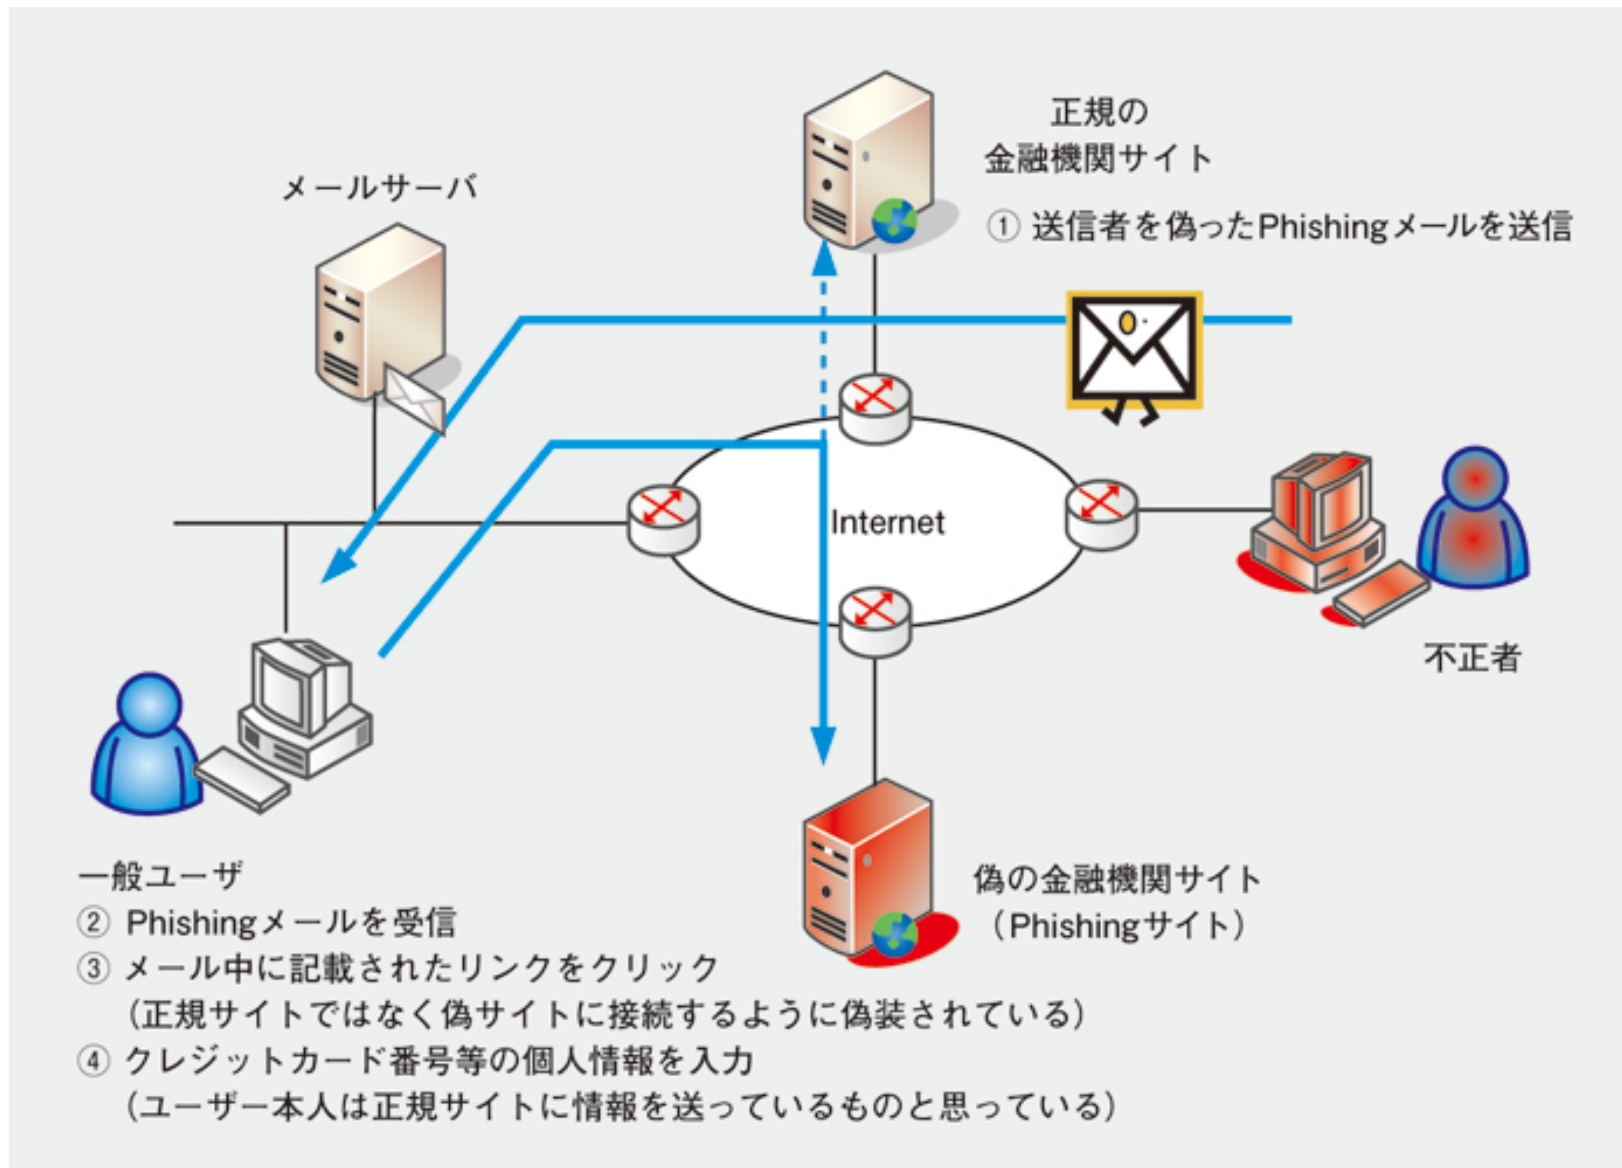 正規の
金融機関サイト
メールサーバ
① 送信者を偽ったPhishingメールを送信
Internet
不正者
一般ユーザ
② Phishingメールを受信
③ メール中に記載されたリンクをクリック
（正規サイトではなく偽サイトに接続するように偽装されている）
④ クレジットカード番号等の個人情報を入力
（ユーザー本人は正規サイトに情報を送っているものと思っている）
偽の金融機関サイト
（Phishingサイト）